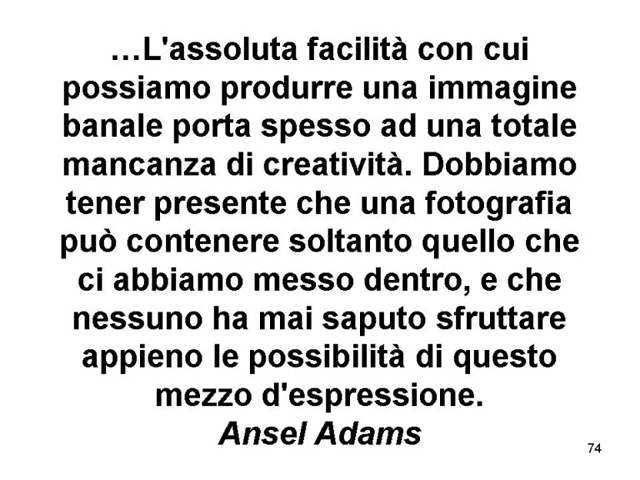 …L'assoluta facilità con cui
possiamo produrre una immagine
banale porta spesso ad una totale
mancanza di creatività. Dobbiamo
tener presente che una fotografia
può contenere soltanto quello che
ci abbiamo messo dentro, e che
nessuno ha mai saputo sfruttare
appieno le possibilità di questo
mezzo d'espressione.
Ansel Adams
74